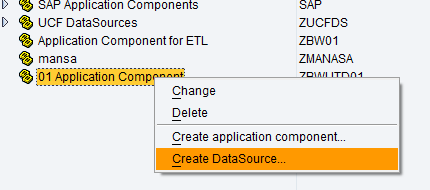 SAP Application Components SAP
UCF DataSources ZUCFDS
Application Component for ETL ZBW01
mansa ZMANASA
01 Application Component ZBWUTD01
Change
Delete
Create application component...
Create DataSource...